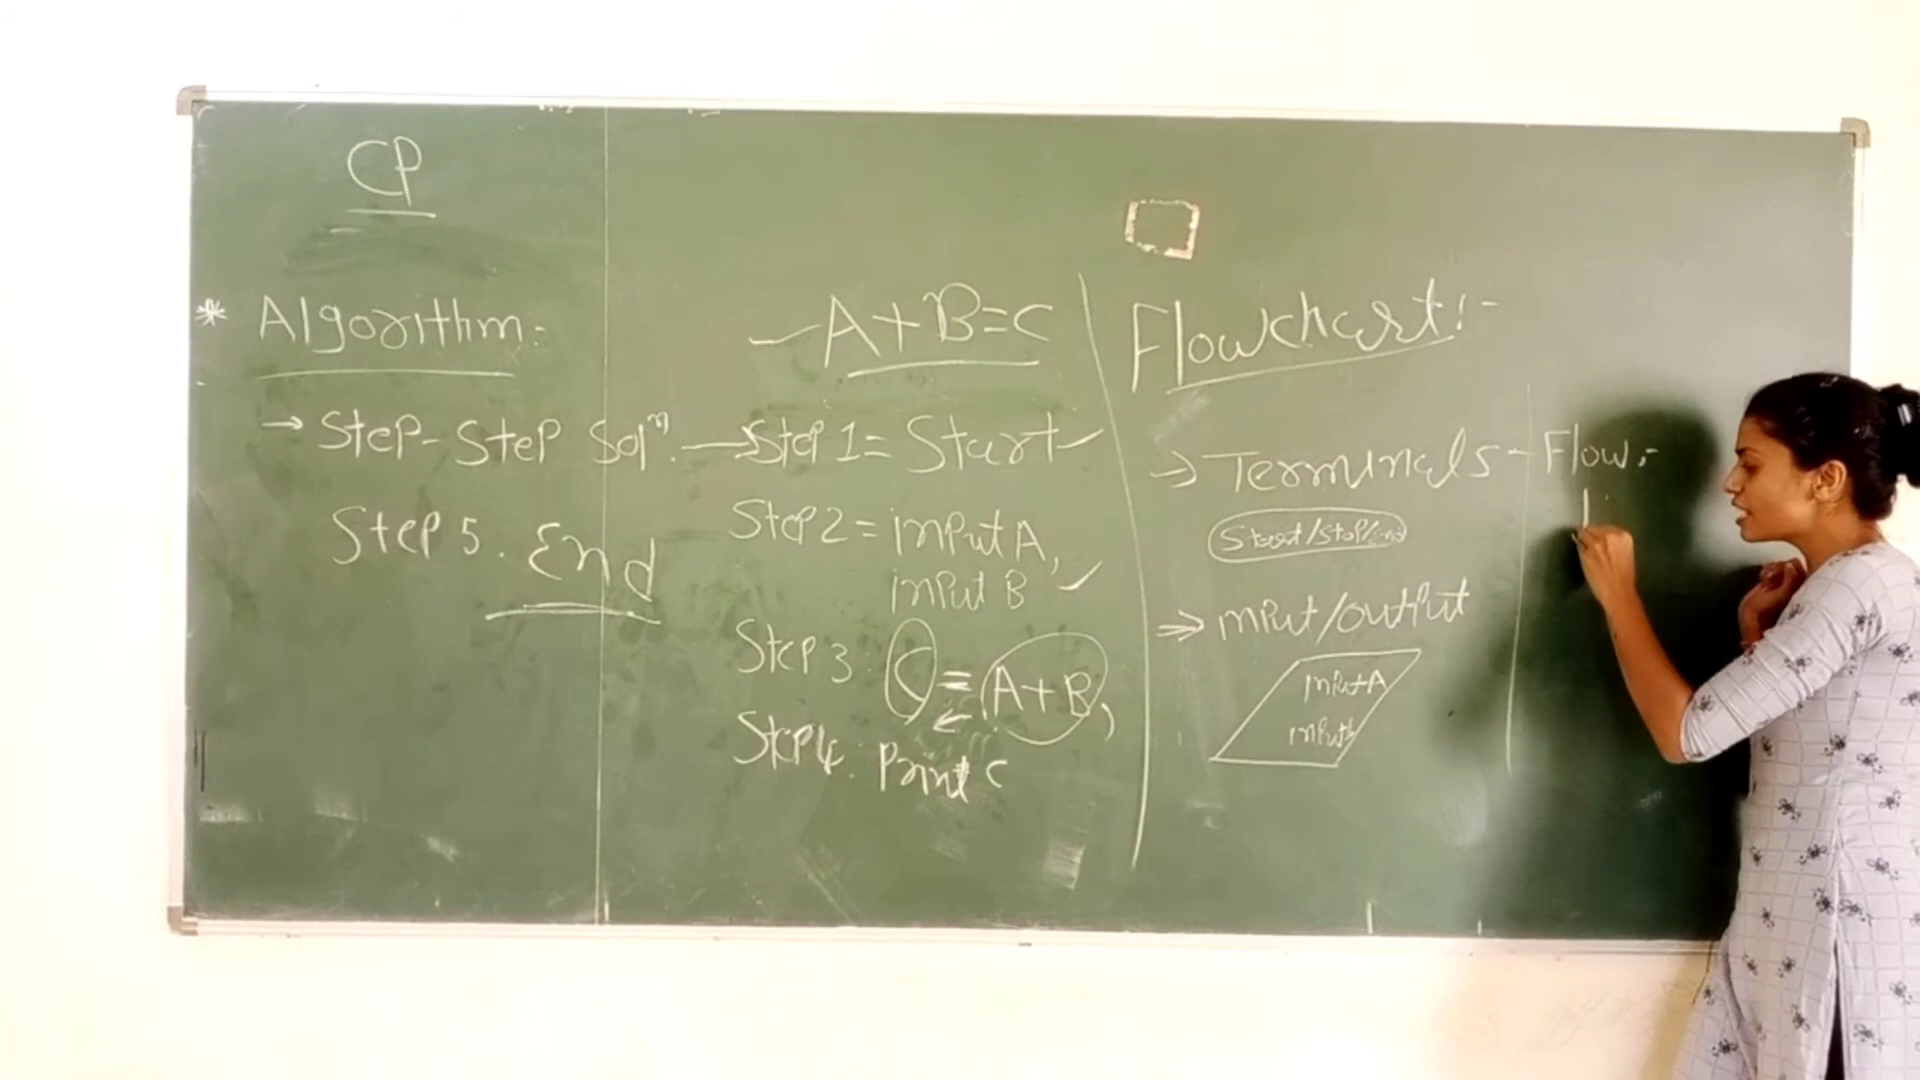 CP
* Algorithm:-
→ Step-Step Solⁿ.
Step 5. End
A+B=C
→ Step 1 = Start
Step 2 = input A,
input B
Step 3: C = A+B,
Step 4: Print C
Flowchart:-
→ Terminals -
Start/Stop/End
⇒ input/output
input A
input b
Flow:-